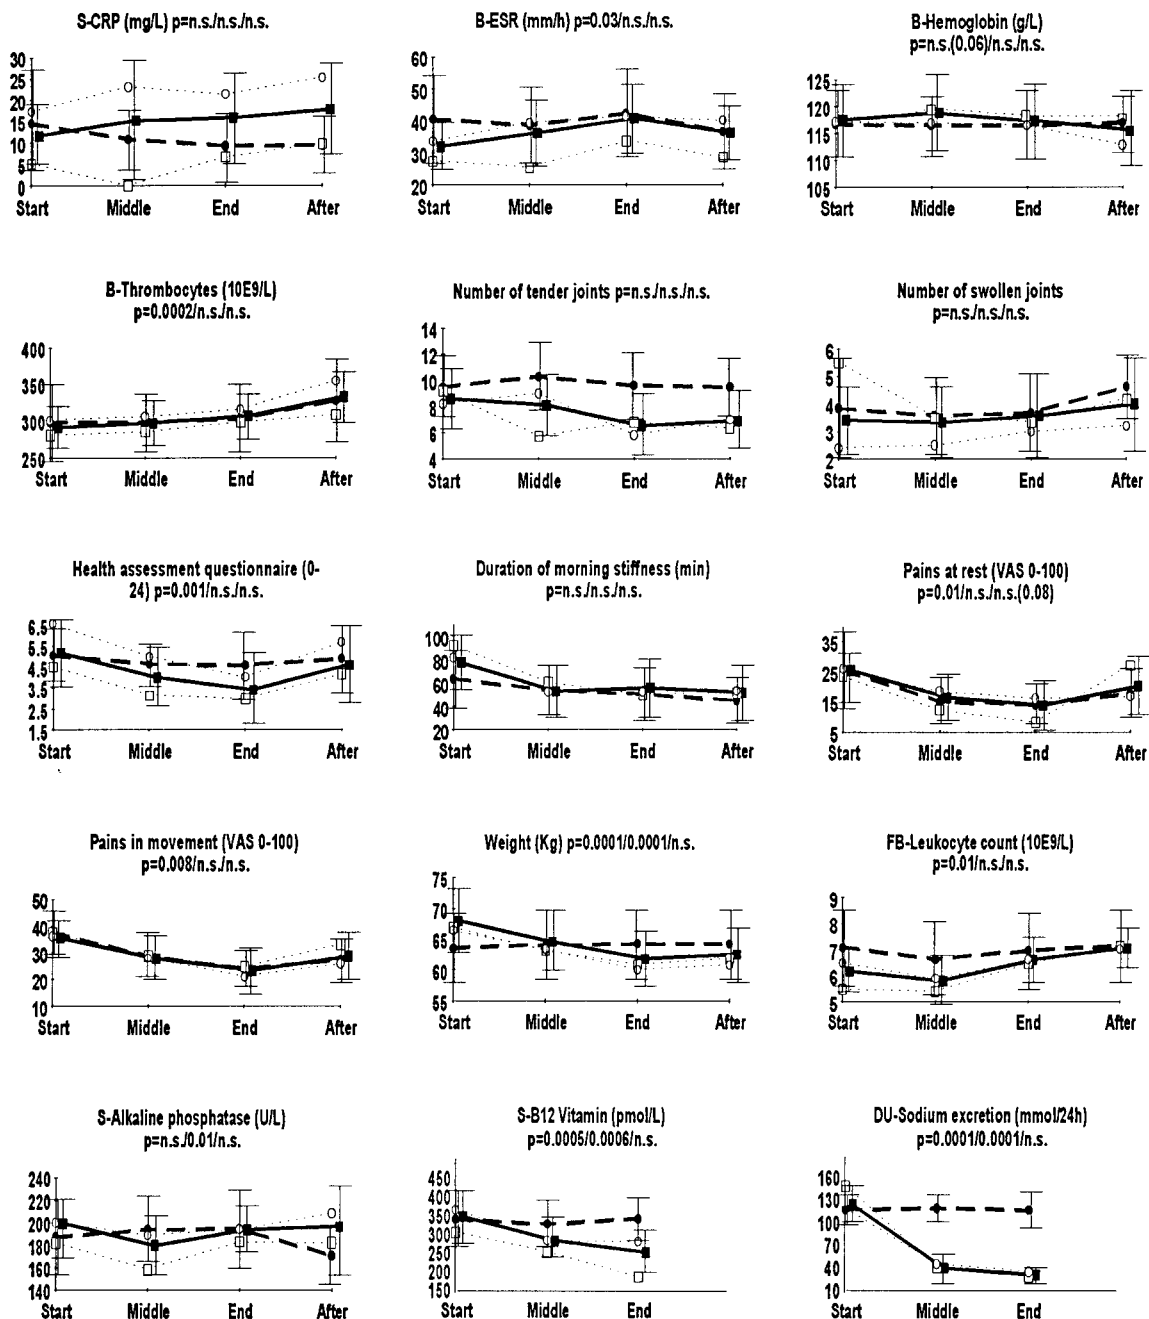 S-CRP (mg/L) p=n.s./n.s./n.s.
30
25
20
15
10
5
0
Start Middle End After
B-ESR (mm/h) p=0.03/n.s./n.s.
60
50
40
30
20
Start Middle End After
B-Hemoglobin (g/L)
p=n.s.(0.06)/n.s./n.s.
125
120
115
110
105
Start Middle End After
B-Thrombocytes (10E9/L)
p=0.0002/n.s./n.s.
400
350
300
250
Start Middle End After
Number of tender joints p=n.s./n.s./n.s.
14
12
10
8
6
4
Start Middle End After
Number of swollen joints
p=n.s./n.s./n.s.
6
5
4
3
2
Start Middle End After
Health assessment questionnaire (0-
24) p=0.001/n.s./n.s.
6.5
5.5
4.5
3.5
2.5
1.5
Start Middle End After
Duration of morning stiffness (min)
p=n.s./n.s./n.s.
100
80
60
40
20
Start Middle End After
Pains at rest (VAS 0-100)
p=0.01/n.s./n.s.(0.08)
35
25
15
5
Start Middle End After
Pains in movement (VAS 0-100)
p=0.008/n.s./n.s.
50
40
30
20
10
Start Middle End After
Weight (Kg) p=0.0001/0.0001/n.s.
75
70
65
60
55
Start Middle End After
FB-Leukocyte count (10E9/L)
p=0.01/n.s./n.s.
9
8
7
6
5
Start Middle End After
S-Alkaline phosphatase (U/L)
p=n.s./0.01/n.s.
240
220
200
180
160
140
Start Middle End After
S-B12 Vitamin (pmol/L)
p=0.0005/0.0006/n.s.
450
400
350
300
250
200
150
Start Middle End
DU-Sodium excretion (mmol/24h)
p=0.0001/0.0001/n.s.
160
130
100
70
40
10
Start Middle End